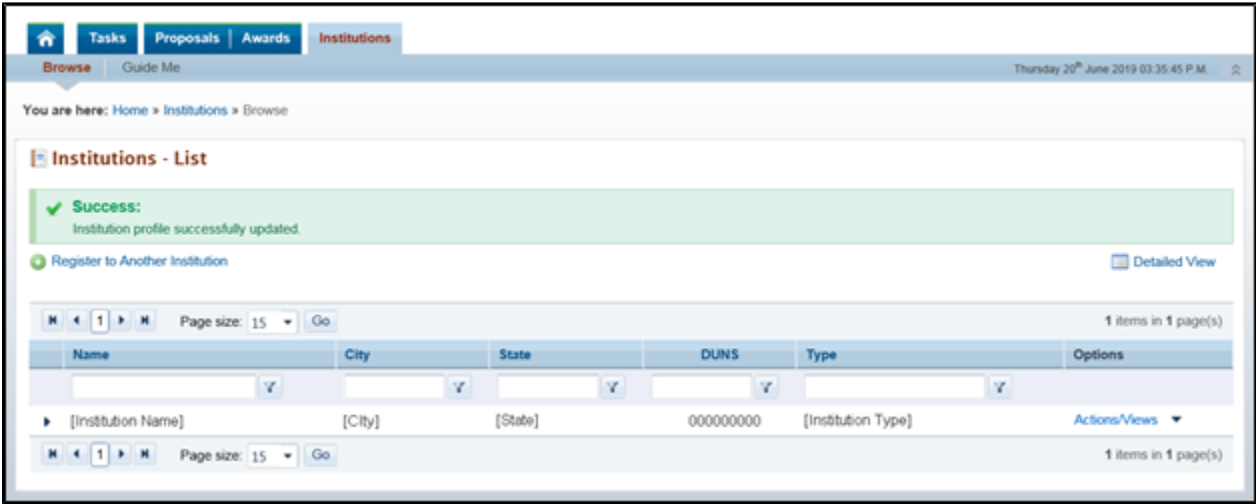 Tasks Proposals | Awards Institutions
Browse Guide Me Thursday 20th June 2019 03:35:45 P.M.
You are here: Home » Institutions » Browse
Institutions - List
Success:
Institution profile successfully updated.
Register to Another Institution Detailed View
1 Page size: 15 Go 1 items in 1 page(s)
Name City State DUNS Type Options
[Institution Name] [CIty] [State] 000000000 [Institution Type] Actions/Views
1 Page size: 15 Go 1 items in 1 page(s)